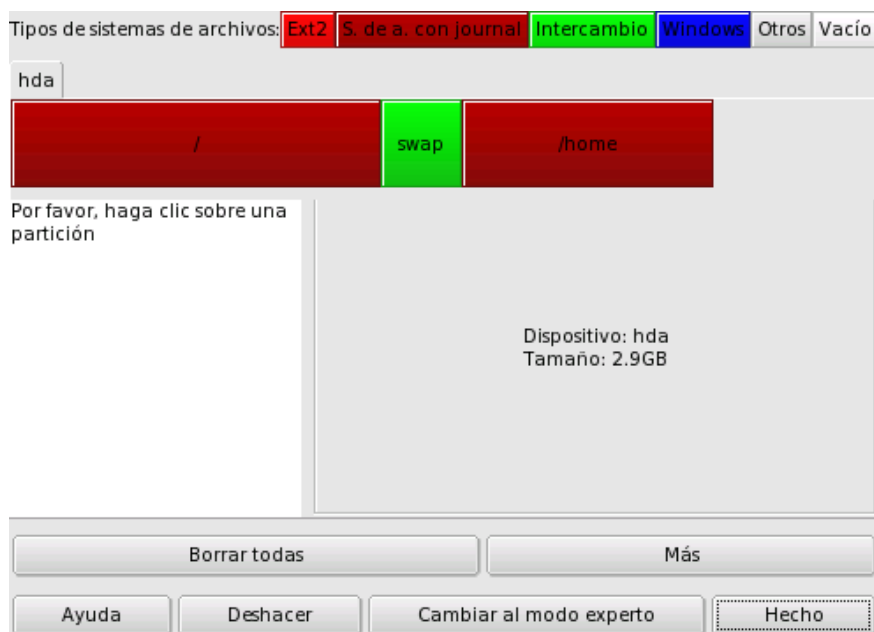 Tipos de sistemas de archivos: Ext2 S. de a. con journal Intercambio Windows Otros Vacío
hda
/ swap /home
Por favor, haga clic sobre una
partición
Dispositivo: hda
Tamaño: 2.9GB
Borrar todas Más
Ayuda Deshacer Cambiar al modo experto Hecho